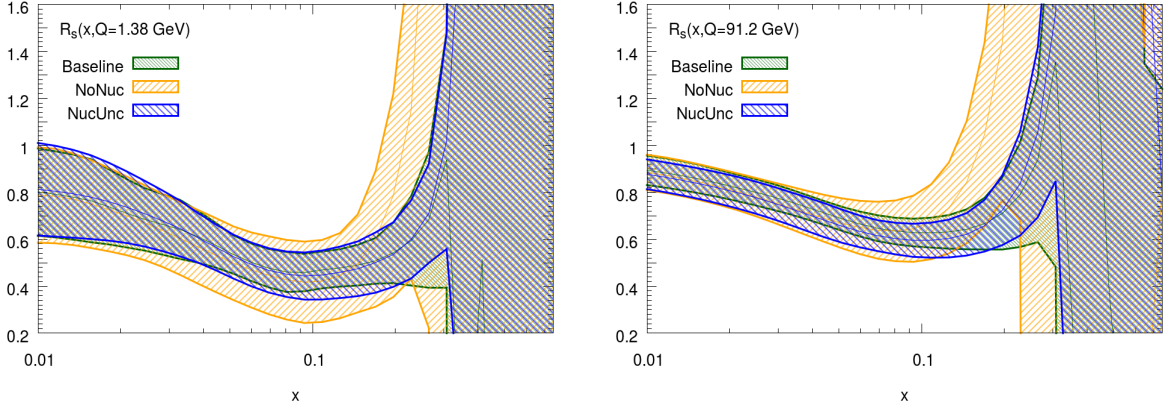 1.6
1.4
1.2
1
0.8
0.6
0.4
0.2
R_s(x,Q=1.38 GeV)
Baseline
NoNuc
NucUnc
0.01
0.1
x
1.6
1.4
1.2
1
0.8
0.6
0.4
0.2
R_s(x,Q=91.2 GeV)
Baseline
NoNuc
NucUnc
0.01
0.1
x